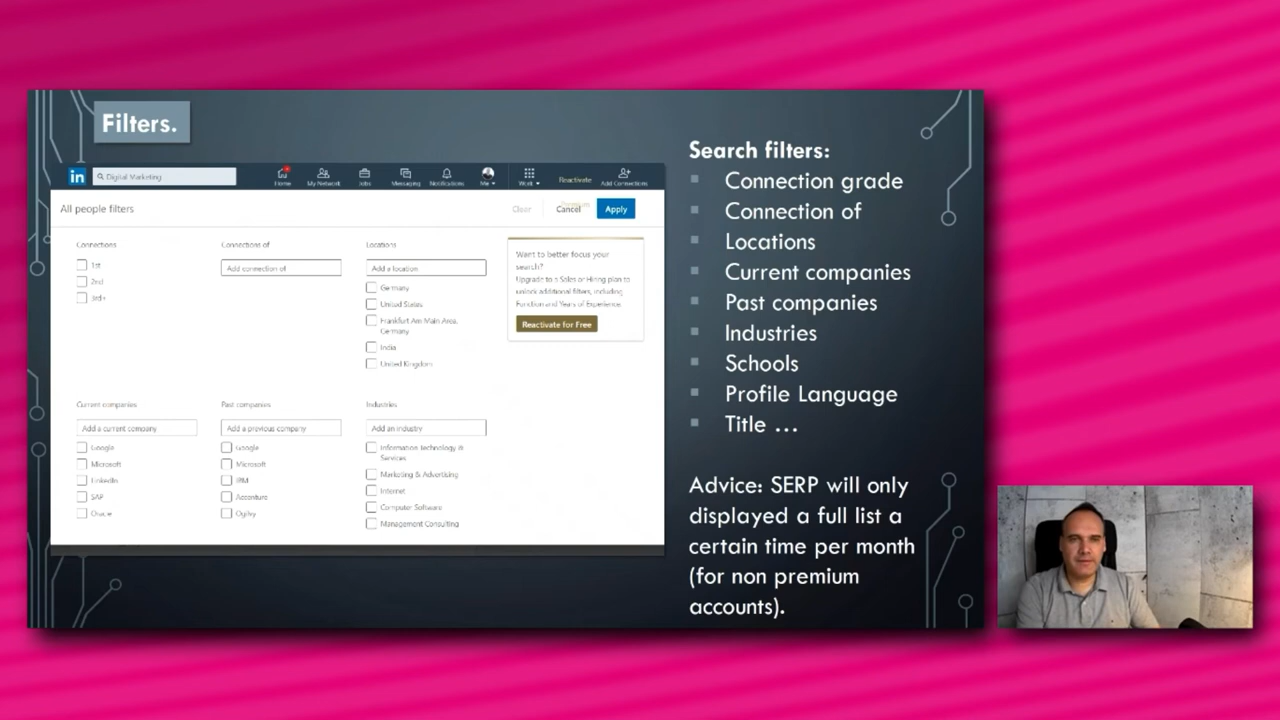 Filters.
in
Digital Marketing
Home
My Network
Jobs
Messaging
Notifications
Me
Work
Reactivate
Add Connections
All people filters
Clear
Cancel
Apply
Connections
1st
2nd
3rd+
Connections of
Add connection of
Locations
Add a location
Germany
United States
Frankfurt Am Main Area,
Germany
India
United Kingdom
Want to better focus your
search?
Upgrade to a Sales or Hiring plan to
unlock additional filters, including
Function and Years of Experience.
Reactivate for Free
Current companies
Add a current company
Google
Microsoft
LinkedIn
SAP
Oracle
Past companies
Add a previous company
Google
Microsoft
IBM
Accenture
Ogilvy
Industries
Add an industry
Information Technology &
Services
Marketing & Advertising
Internet
Computer Software
Management Consulting
Search filters:
Connection grade
Connection of
Locations
Current companies
Past companies
Industries
Schools
Profile Language
Title ...
Advice: SERP will only
displayed a full list a
certain time per month
(for non premium
accounts).